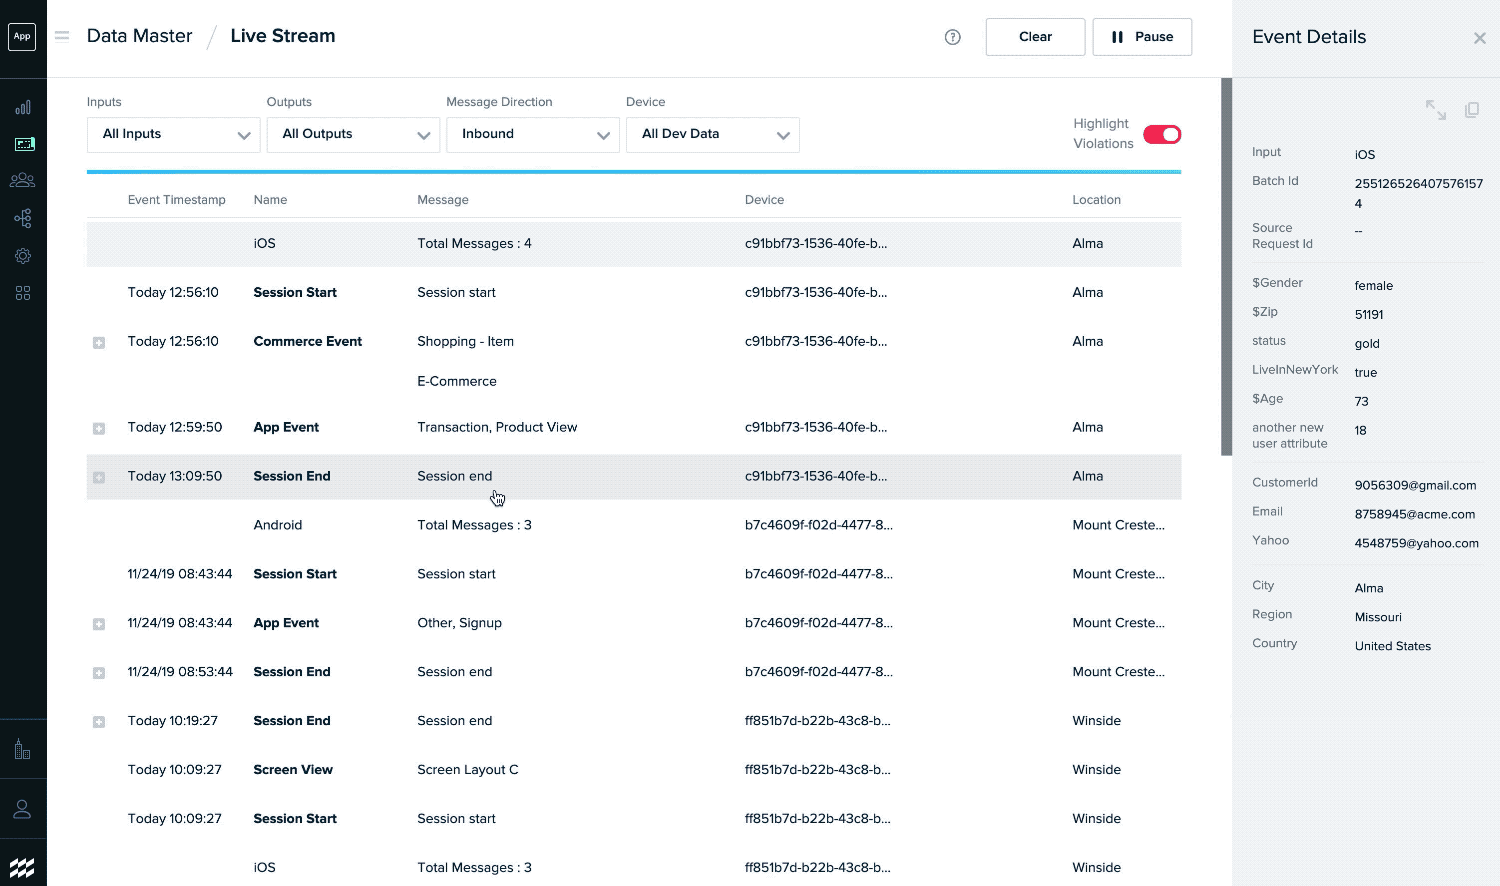 App
Data Master / Live Stream
Clear
Pause
Event Details
Inputs
Outputs
Message Direction
Device
All Inputs
All Outputs
Inbound
All Dev Data
Highlight
Violations
Event Timestamp Name Message Device Location
iOS Total Messages : 4 c91bbf73-1536-40fe-b... Alma
Today 12:56:10 Session Start Session start c91bbf73-1536-40fe-b... Alma
Today 12:56:10 Commerce Event Shopping - Item c91bbf73-1536-40fe-b... Alma
E-Commerce
Today 12:59:50 App Event Transaction, Product View c91bbf73-1536-40fe-b... Alma
Today 13:09:50 Session End Session end c91bbf73-1536-40fe-b... Alma
Android Total Messages : 3 b7c4609f-f02d-4477-8... Mount Creste...
11/24/19 08:43:44 Session Start Session start b7c4609f-f02d-4477-8... Mount Creste...
11/24/19 08:43:44 App Event Other, Signup b7c4609f-f02d-4477-8... Mount Creste...
11/24/19 08:53:44 Session End Session end b7c4609f-f02d-4477-8... Mount Creste...
Today 10:19:27 Session End Session end ff851b7d-b22b-43c8-b... Winside
Today 10:09:27 Screen View Screen Layout C ff851b7d-b22b-43c8-b... Winside
Today 10:09:27 Session Start Session start ff851b7d-b22b-43c8-b... Winside
iOS Total Messages : 3 ff851b7d-b22b-43c8-b... Winside
Input iOS
Batch Id 255126526407576157
4
Source
Request Id --
$Gender female
$Zip 51191
status gold
LiveInNewYork true
$Age 73
another new
user attribute 18
CustomerId 9056309@gmail.com
Email 8758945@acme.com
Yahoo 4548759@yahoo.com
City Alma
Region Missouri
Country United States